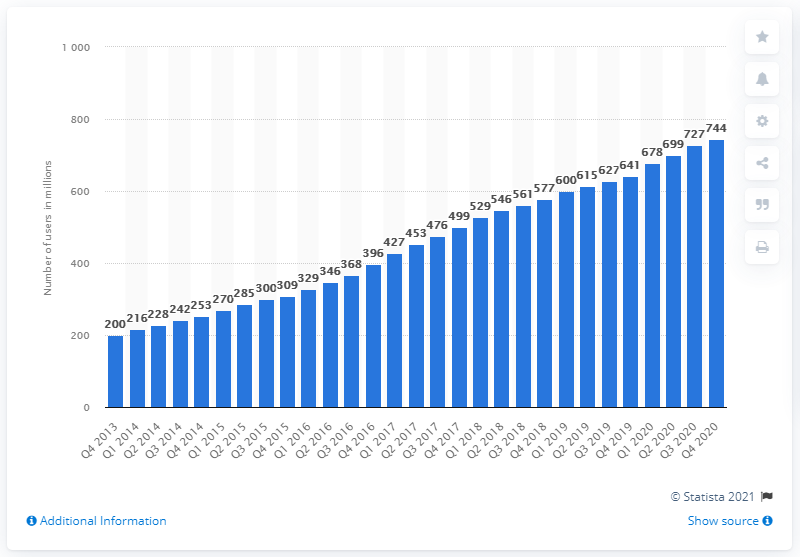 1 000
800
600
400
200
0
Number of users in millions
200 216 228 242 253 270 285 300 309 329 346 368 396 427 453 476 499 529 546 561 577 600 615 627 641 678 699 727 744
Q4 2013 Q1 2014 Q2 2014 Q3 2014 Q4 2014 Q1 2015 Q2 2015 Q3 2015 Q4 2015 Q1 2016 Q2 2016 Q3 2016 Q4 2016 Q1 2017 Q2 2017 Q3 2017 Q4 2017 Q1 2018 Q2 2018 Q3 2018 Q4 2018 Q1 2019 Q2 2019 Q3 2019 Q4 2019 Q1 2020 Q2 2020 Q3 2020 Q4 2020
© Statista 2021
Additional Information
Show source